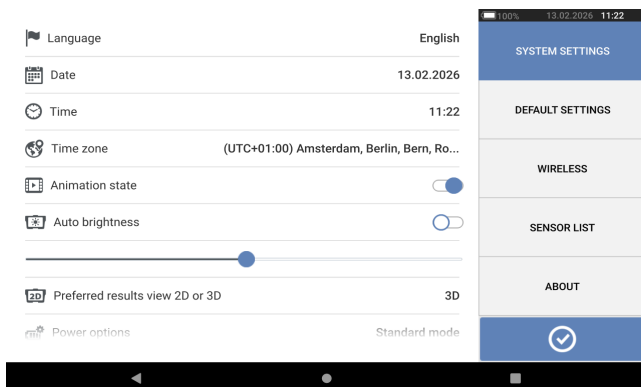 100% 13.02.2026 11:22
Language English
Date 13.02.2026
Time 11:22
Time zone (UTC+01:00) Amsterdam, Berlin, Bern, Ro...
Animation state
Auto brightness
2D Preferred results view 2D or 3D 3D
Power options Standard mode
SYSTEM SETTINGS
DEFAULT SETTINGS
WIRELESS
SENSOR LIST
ABOUT